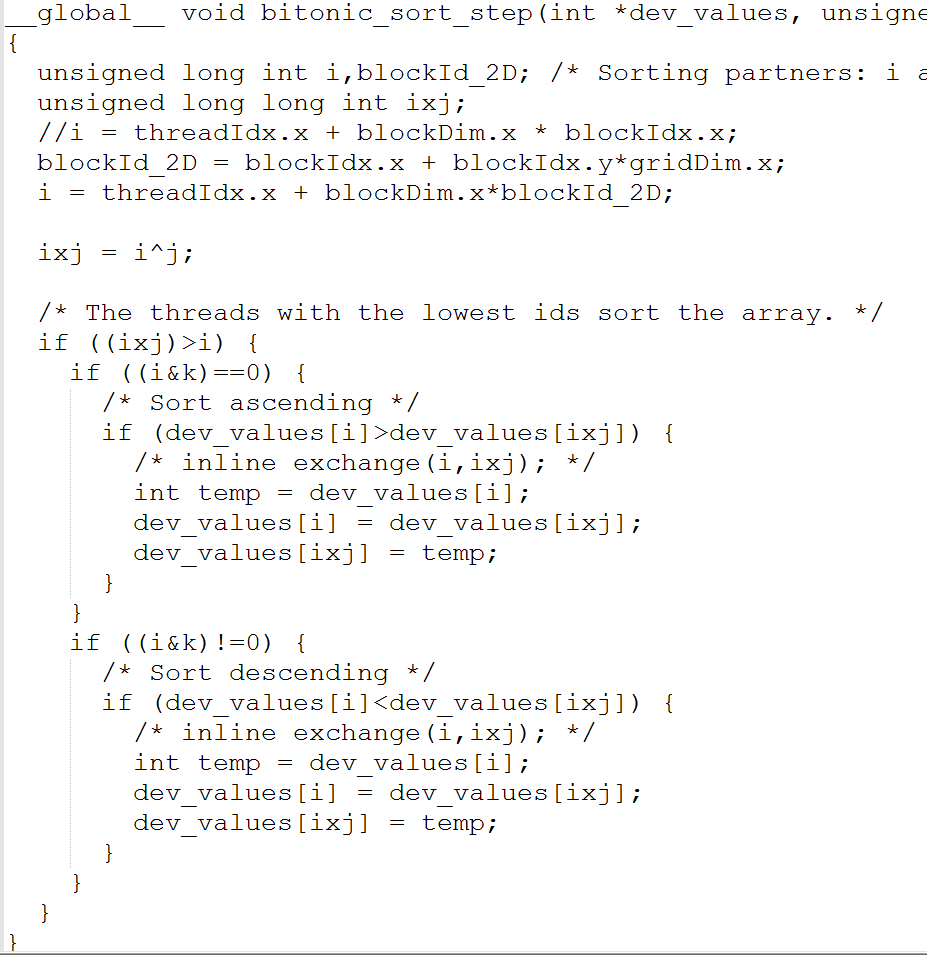 __global__ void bitonic_sort_step(int *dev_values, unsigne
{
  unsigned long int i,blockId_2D; /* Sorting partners: i a
  unsigned long long int ixj;
  //i = threadIdx.x + blockDim.x * blockIdx.x;
  blockId_2D = blockIdx.x + blockIdx.y*gridDim.x;
  i = threadIdx.x + blockDim.x*blockId_2D;

  ixj = i^j;

  /* The threads with the lowest ids sort the array. */
  if ((ixj)>i) {
    if ((i&k)==0) {
      /* Sort ascending */
      if (dev_values[i]>dev_values[ixj]) {
        /* inline exchange(i,ixj); */
        int temp = dev_values[i];
        dev_values[i] = dev_values[ixj];
        dev_values[ixj] = temp;
      }
    }
    if ((i&k)!=0) {
      /* Sort descending */
      if (dev_values[i]<dev_values[ixj]) {
        /* inline exchange(i,ixj); */
        int temp = dev_values[i];
        dev_values[i] = dev_values[ixj];
        dev_values[ixj] = temp;
      }
    }
  }
}